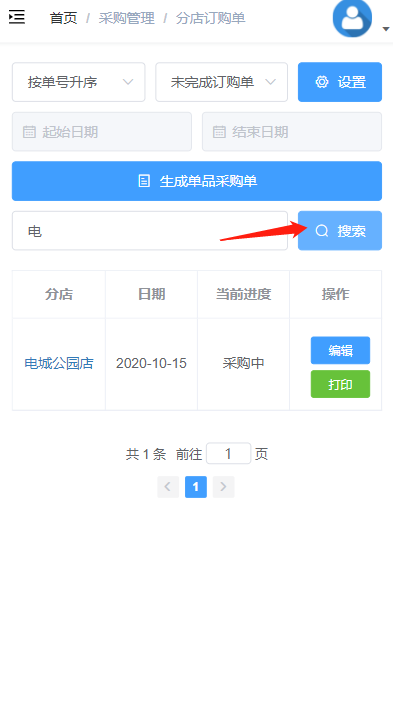 首页 / 采购管理 / 分店订购单
按单号升序 未完成订购单 设置
起始日期 结束日期
生成单品采购单
电 搜索
分店 日期 当前进度 操作
电城公园店 2020-10-15 采购中 编辑
打印
共 1 条 前往 1 页
1